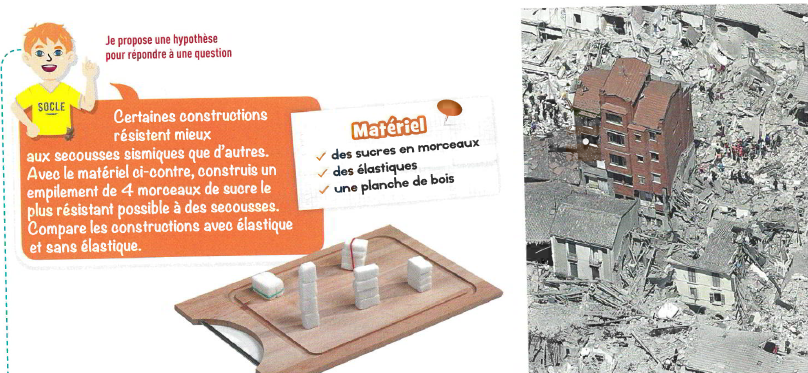 Je propose une hypothèse
pour répondre à une question
SOCLE
Certaines constructions
résistent mieux
aux secousses sismiques que d'autres.
Avec le matériel ci-contre, construis un
empilement de 4 morceaux de sucre le
plus résistant possible à des secousses.
Compare les constructions avec élastique
et sans élastique.
Matériel
✓ des sucres en morceaux
✓ des élastiques
✓ une planche de bois